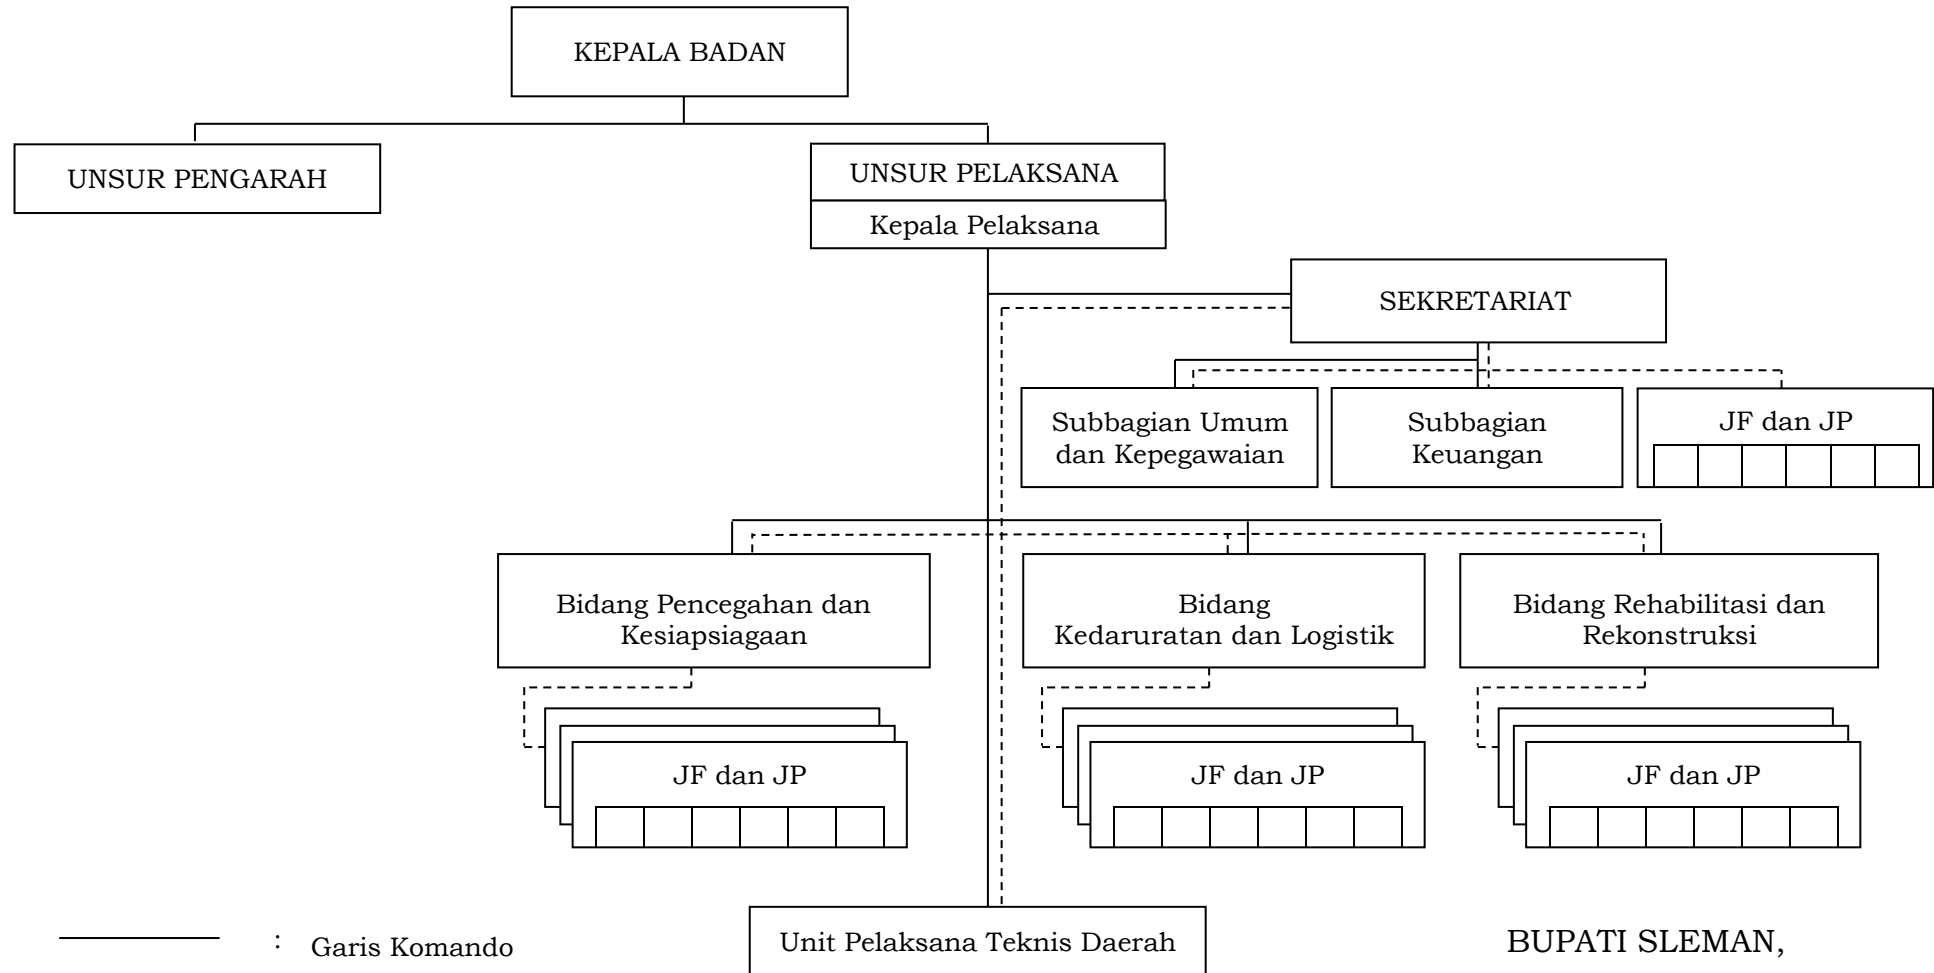 KEPALA BADAN
UNSUR PENGARAH
UNSUR PELAKSANA
Kepala Pelaksana
SEKRETARIAT
Subbagian Umum
dan Kepegawaian
Subbagian
Keuangan
JF dan JP
Bidang Pencegahan dan
Kesiapsiagaan
Bidang
Kedaruratan dan Logistik
Bidang Rehabilitasi dan
Rekonstruksi
JF dan JP
JF dan JP
JF dan JP
Unit Pelaksana Teknis Daerah
: Garis Komando
BUPATI SLEMAN,